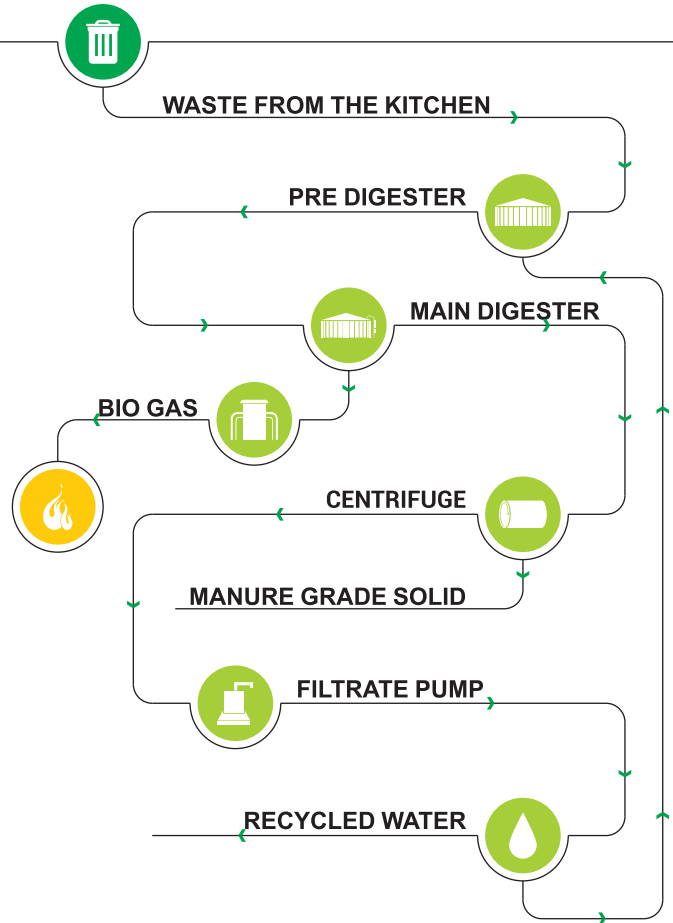 WASTE FROM THE KITCHEN
PRE DIGESTER
MAIN DIGESTER
BIO GAS
CENTRIFUGE
MANURE GRADE SOLID
FILTRATE PUMP
RECYCLED WATER